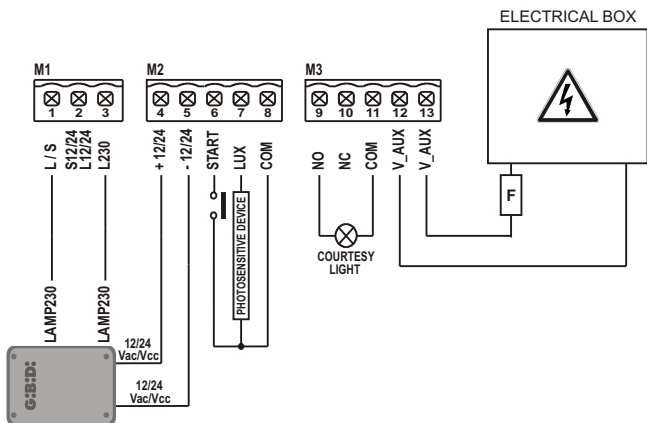 ELECTRICAL BOX
M1
M2
M3
1 2 3
4 5 6 7 8
9 10 11 12 13
L / S
S12/24
L12/24
L230
+ 12/24
- 12/24
START
LUX
COM
NO
NC
COM
V_AUX
V_AUX
F
PHOTOSENSITIVE DEVICE
COURTESY
LIGHT
LAMP230
LAMP230
12/24
Vac/Vcc
12/24
Vac/Vcc
GiBiDi